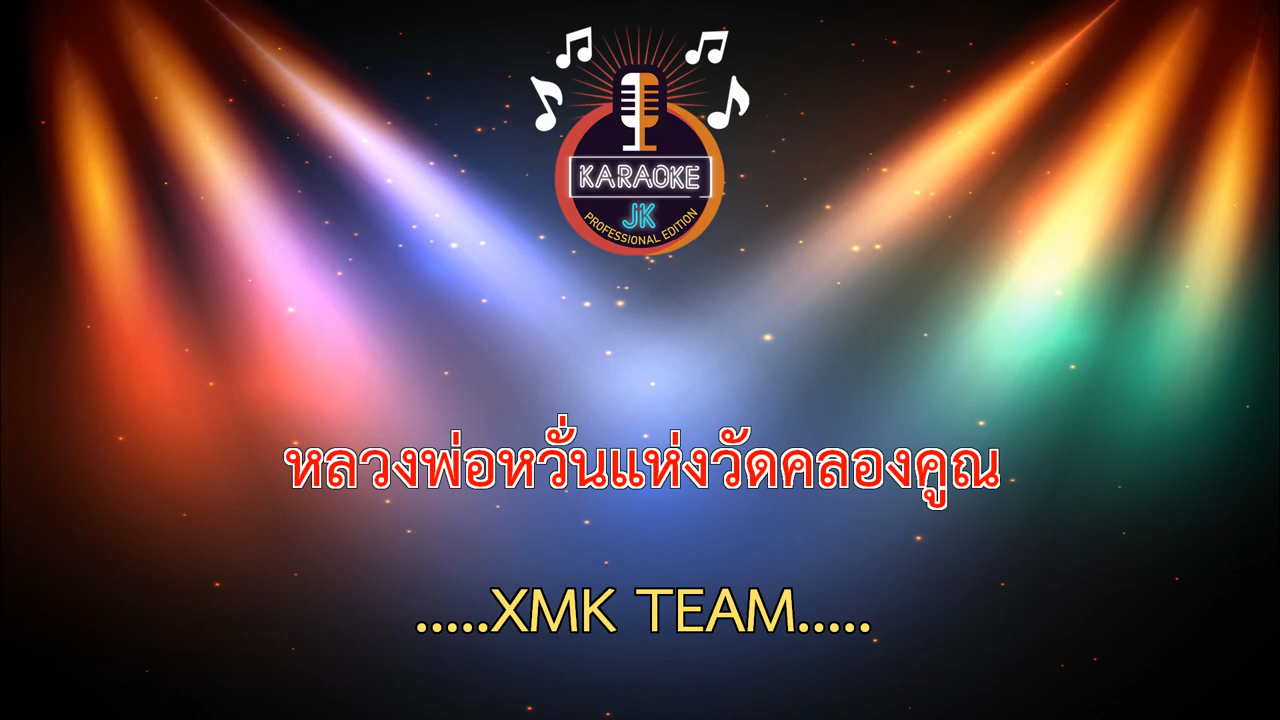 KARAOKE
JK
PROFESSIONAL EDITION
หลวงพ่อหวั่นแห่งวัดคลองคูณ
.....XMK TEAM.....